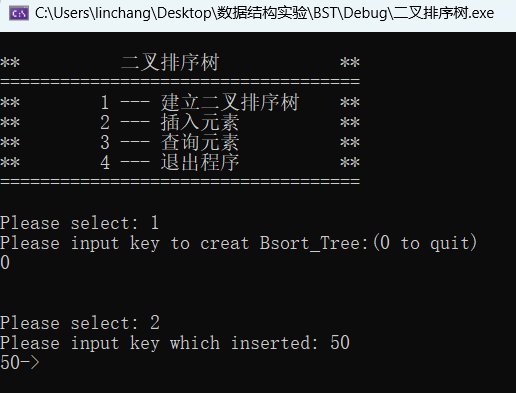 C:\Users\linchang\Desktop\数据结构实验\BST\Debug\二叉排序树.exe
** 二叉排序树 **
====================================
** 1 --- 建立二叉排序树 **
** 2 --- 插入元素 **
** 3 --- 查询元素 **
** 4 --- 退出程序 **
====================================
Please select: 1
Please input key to creat Bsort_Tree:(0 to quit)
0
Please select: 2
Please input key which inserted: 50
50->